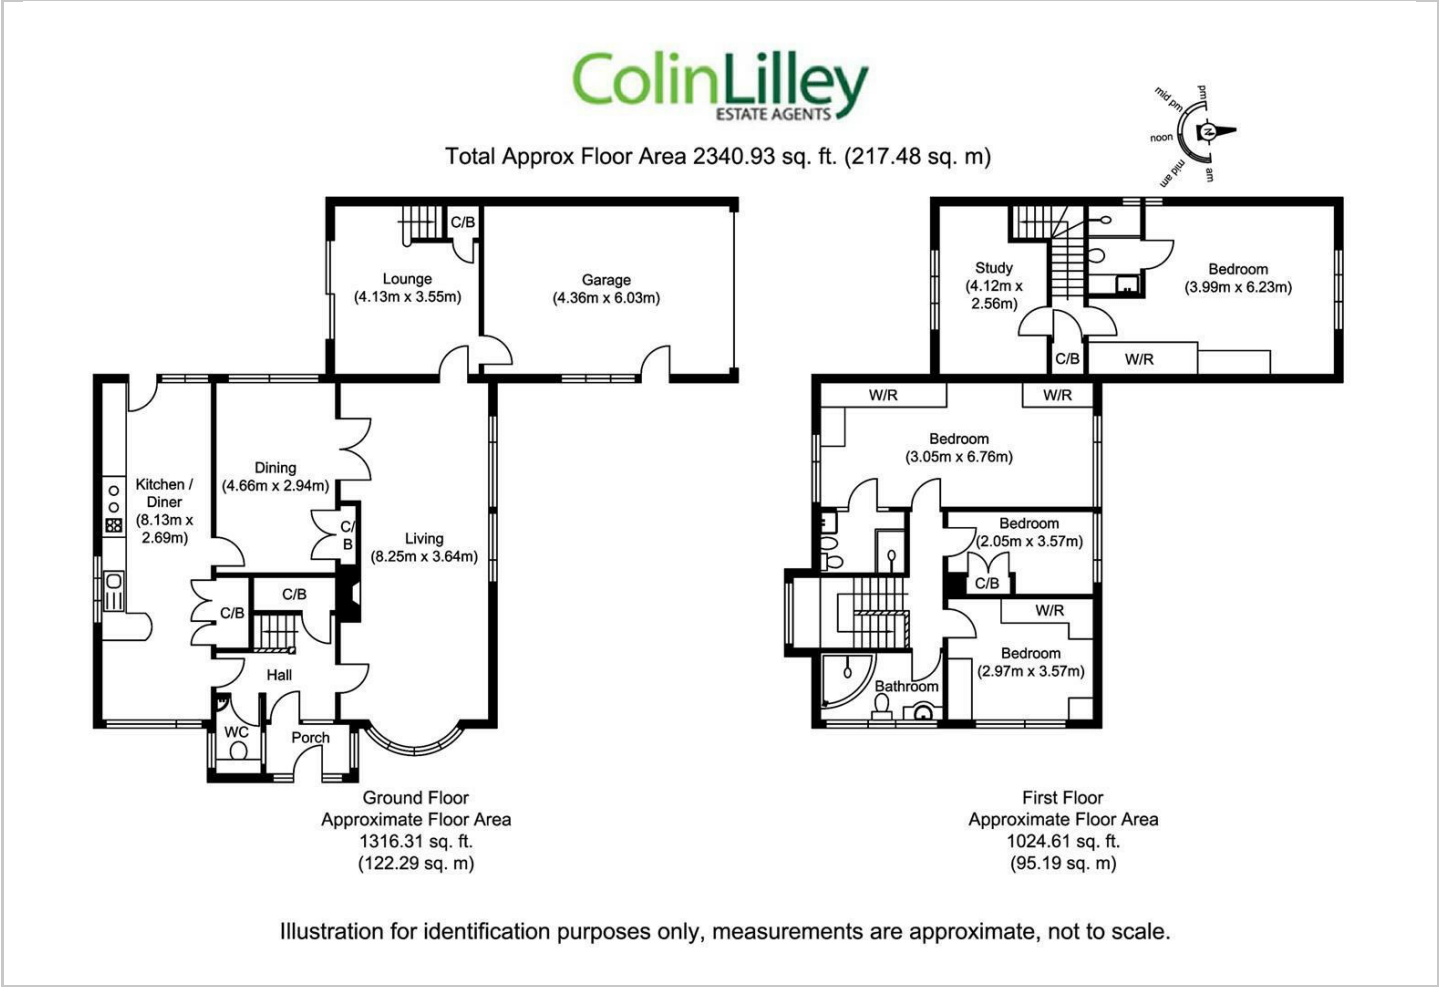 ColinLilley
ESTATE AGENTS
Total Approx Floor Area 2340.93 sq. ft. (217.48 sq. m)
pm
mid pm
noon
mid am
am
N
C/B
Lounge
(4.13m x 3.55m)
Garage
(4.36m x 6.03m)
Kitchen /
Diner
(8.13m x
2.69m)
Dining
(4.66m x 2.94m)
C/
B
Living
(8.25m x 3.64m)
C/B
C/B
Hall
WC
Porch
Ground Floor
Approximate Floor Area
1316.31 sq. ft.
(122.29 sq. m)
Study
(4.12m x
2.56m)
Bedroom
(3.99m x 6.23m)
C/B
W/R
W/R
W/R
Bedroom
(3.05m x 6.76m)
Bedroom
(2.05m x 3.57m)
C/B
W/R
Bedroom
(2.97m x 3.57m)
Bathroom
First Floor
Approximate Floor Area
1024.61 sq. ft.
(95.19 sq. m)
Illustration for identification purposes only, measurements are approximate, not to scale.